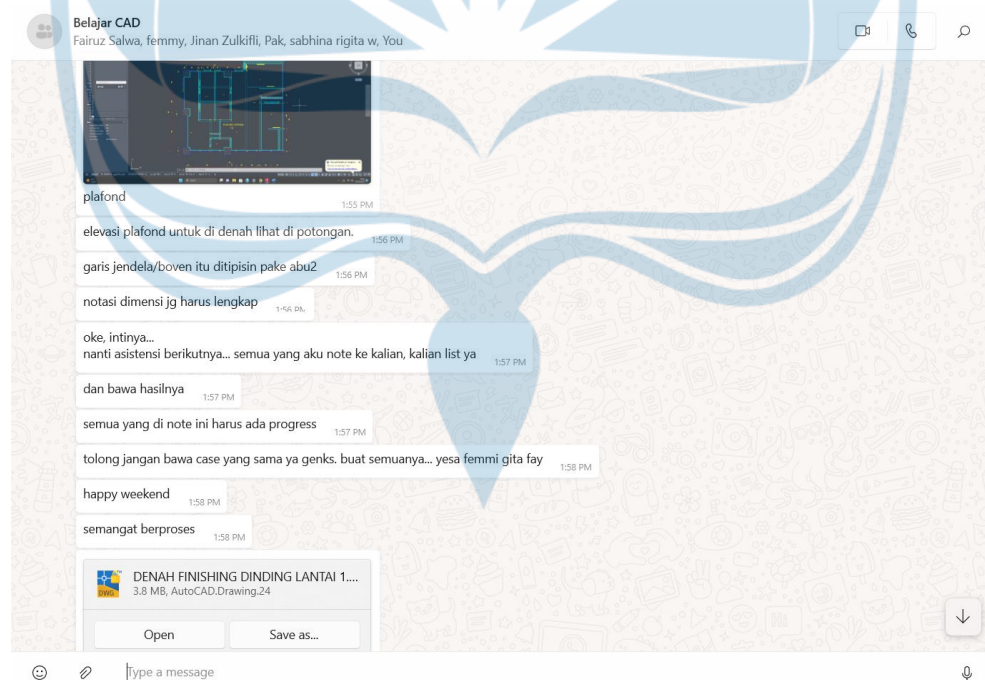 Belajar CAD
Fairuz Salwa, femmy, Jinan Zulkifli, Pak, sabhina rigita w, You
plafond
1:55 PM
elevasi plafond untuk di denah lihat di potongan.
1:56 PM
garis jendela/boven itu ditipisin pake abu2
1:56 PM
notasi dimensi jg harus lengkap
1:56 PM
oke, intinya...
nanti asistensi berikutnya... semua yang aku note ke kalian, kalian list ya
1:57 PM
dan bawa hasilnya
1:57 PM
semua yang di note ini harus ada progress
1:57 PM
tolong jangan bawa case yang sama ya genks. buat semuanya... yesa femmi gita fay
1:58 PM
happy weekend
1:58 PM
semangat berproses
1:58 PM
DENAH FINISHING DINDING LANTAI 1....
3.8 MB, AutoCAD.Drawing.24
DWG
Open
Save as...
Type a message